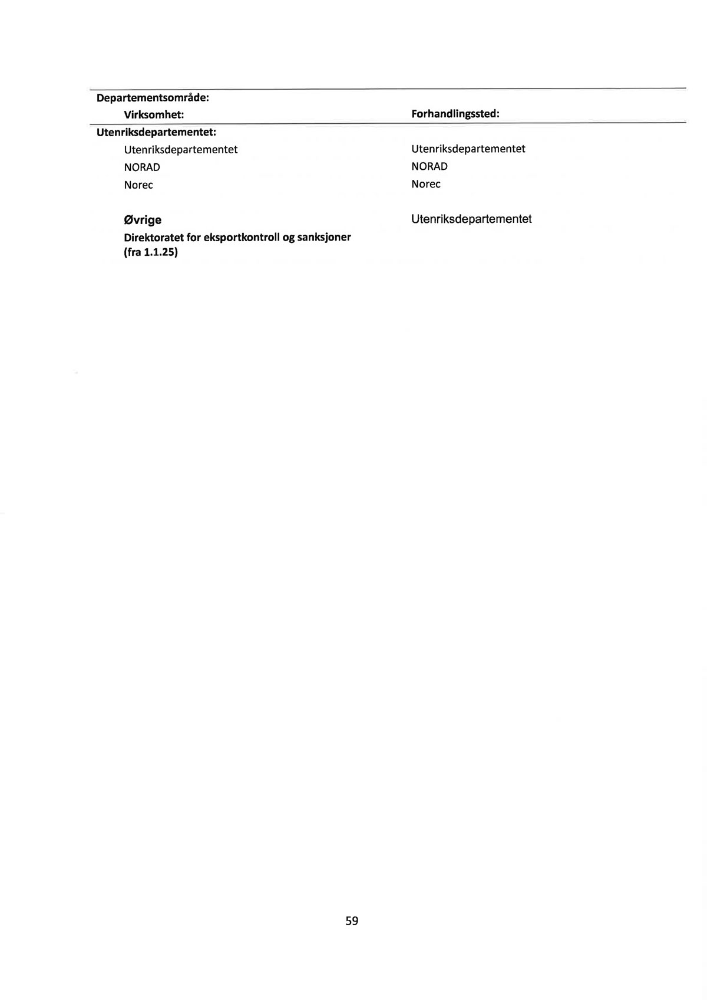 Departementsområde:
Virksomhet: Forhandlingssted:
Utenriksdepartementet:
Utenriksdepartementet Utenriksdepartementet
NORAD NORAD
Norec Norec
Øvrige Utenriksdepartementet
Direktoratet for eksportkontroll og sanksjoner
(fra 1.1.25)
59